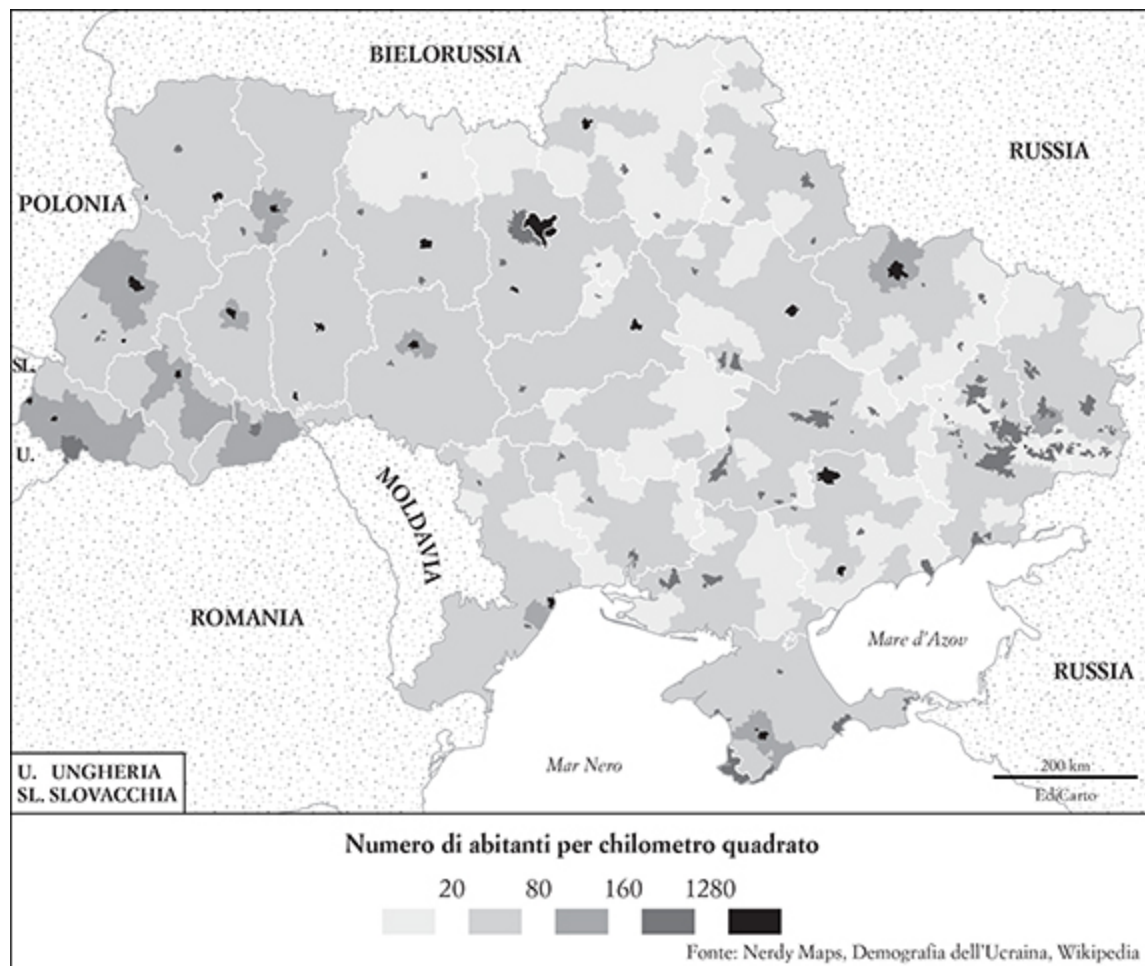 BIELORUSSIA
RUSSIA
POLONIA
SL.
U.
MOLDAVIA
ROMANIA
Mare d'Azov
RUSSIA
Mar Nero
200 km
EdiCarto
U. UNGHERIA
SL. SLOVACCHIA
Numero di abitanti per chilometro quadrato
20 80 160 1280
Fonte: Nerdy Maps, Demografia dell'Ucraina, Wikipedia